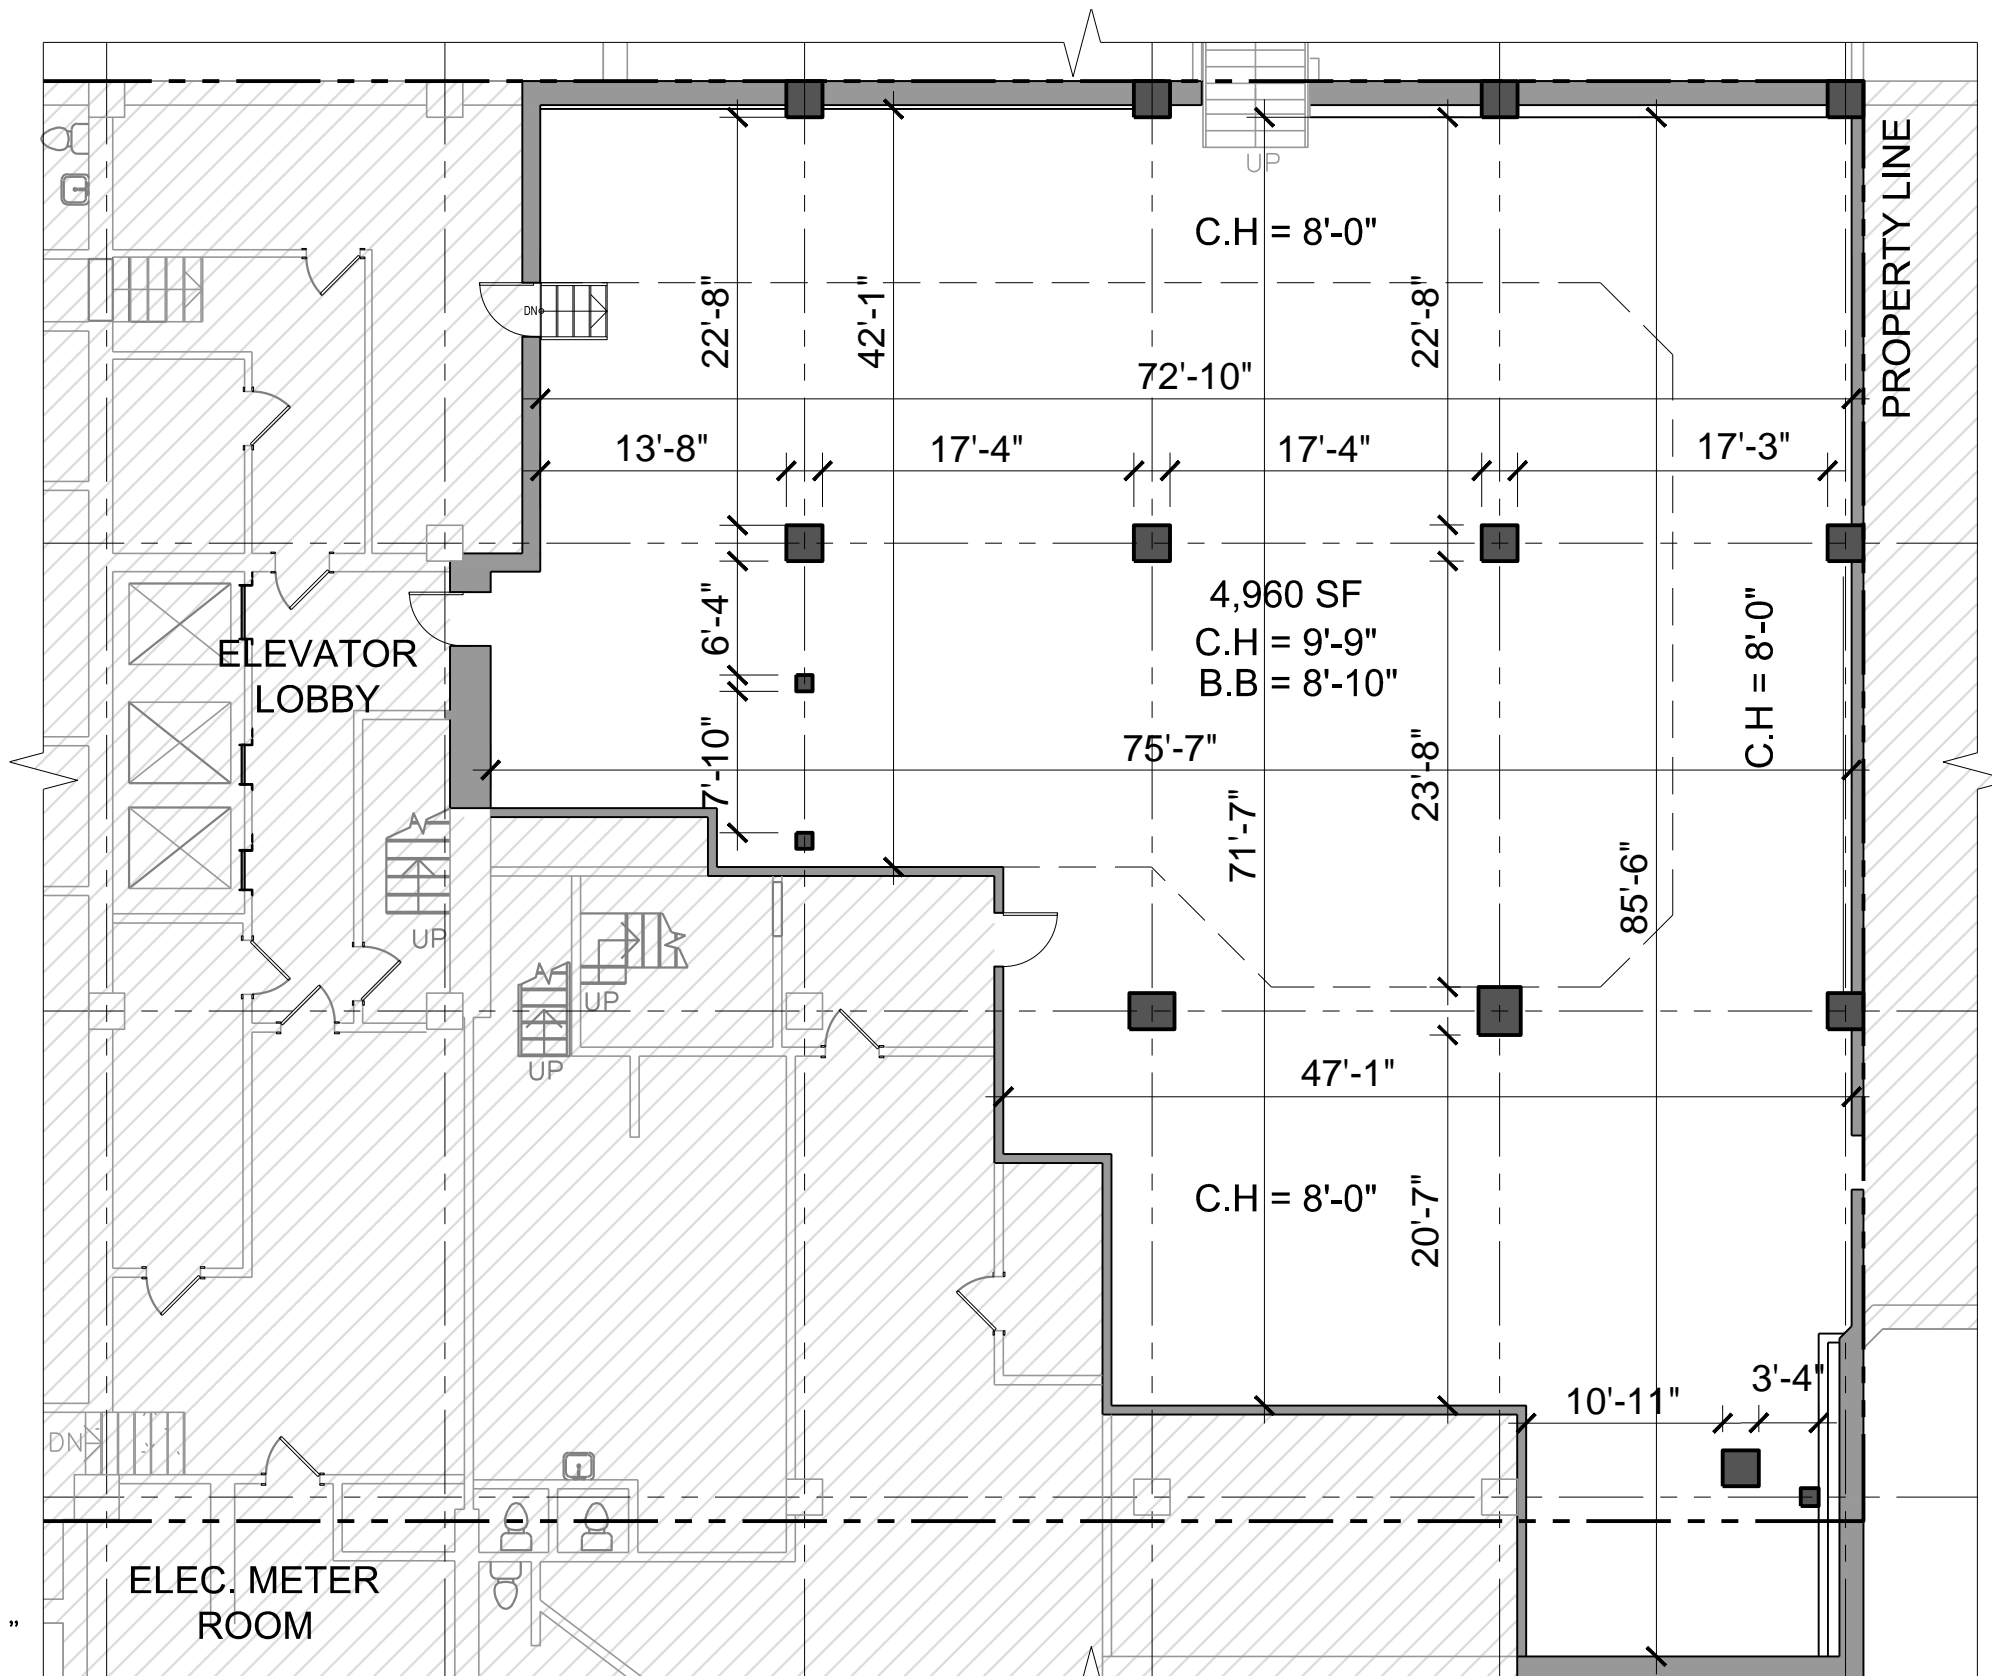 UP
PROPERTY LINE
C.H = 8'-0"
DN
22'-8"
42'-1"
22'-8"
72'-10"
13'-8"
17'-4"
17'-4"
17'-3"
4,960 SF
C.H = 9'-9"
B.B = 8'-10"
6'-4"
C.H = 8'-0"
ELEVATOR
LOBBY
7'-10"
75'-7"
23'-8"
71'-7"
85'-6"
UP
UP
UP
47'-1"
C.H = 8'-0"
20'-7"
3'-4"
10'-11"
DN
ELEC. METER
ROOM
"